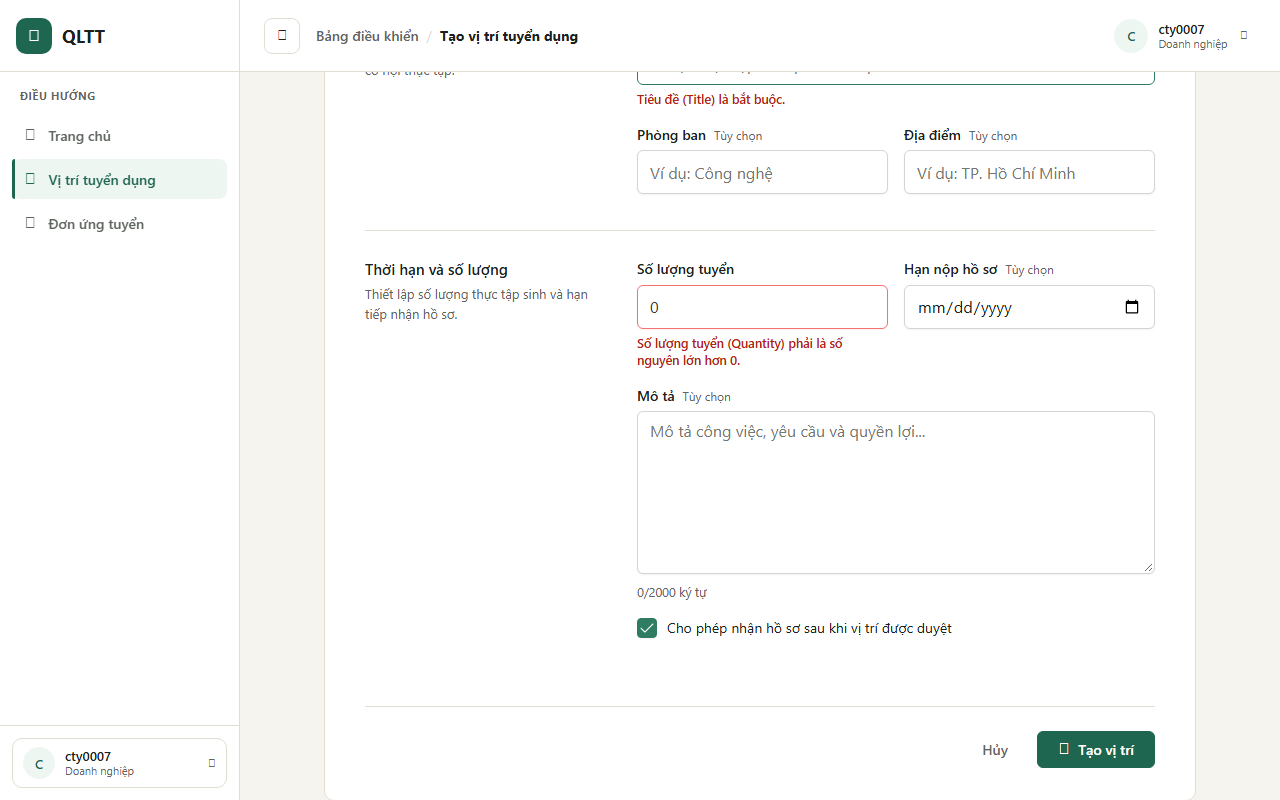 QLTT
Bảng điều khiển / Tạo vị trí tuyển dụng
cty0007
Doanh nghiệp
C
ĐIỀU HƯỚNG
Trang chủ
Vị trí tuyển dụng
Đơn ứng tuyển
cơ hội thực tập.
Tiêu đề (Title) là bắt buộc.
Phòng ban Tùy chọn
Địa điểm Tùy chọn
Ví dụ: Công nghệ
Ví dụ: TP. Hồ Chí Minh
Thời hạn và số lượng
Thiết lập số lượng thực tập sinh và hạn
tiếp nhận hồ sơ.
Số lượng tuyển
Hạn nộp hồ sơ Tùy chọn
0
mm/dd/yyyy
Số lượng tuyển (Quantity) phải là số
nguyên lớn hơn 0.
Mô tả Tùy chọn
Mô tả công việc, yêu cầu và quyền lợi...
0/2000 ký tự
Cho phép nhận hồ sơ sau khi vị trí được duyệt
Hủy
Tạo vị trí
C
cty0007
Doanh nghiệp